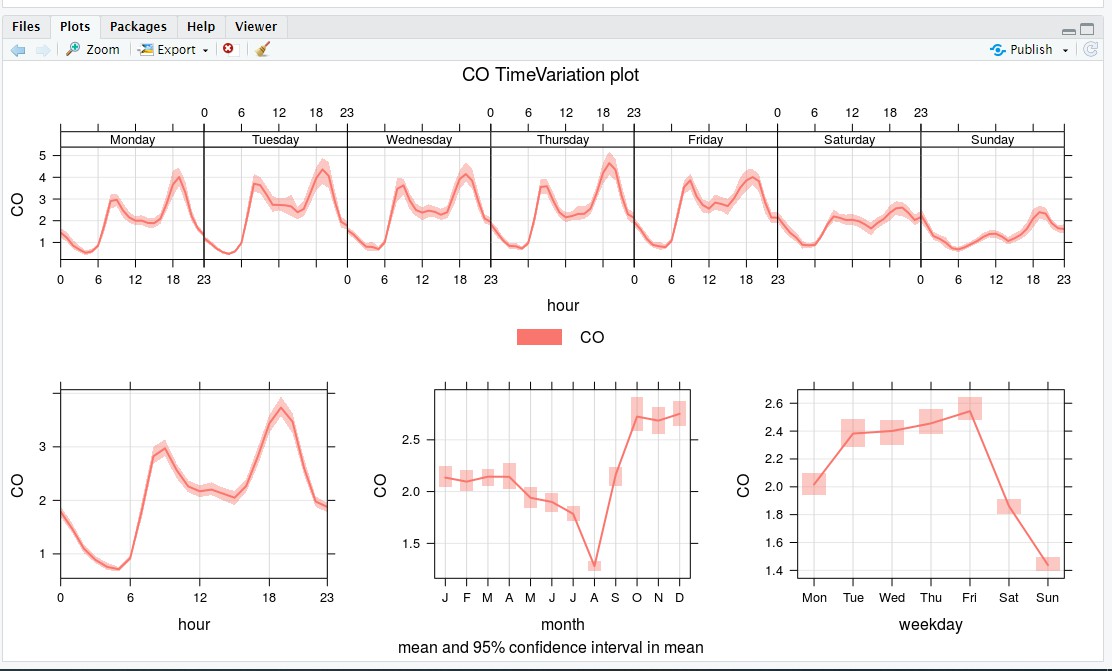 Files Plots Packages Help Viewer
Zoom Export Publish
CO TimeVariation plot
0 6 12 18 23 0 6 12 18 23 0 6 12 18 23
Monday Tuesday Wednesday Thursday Friday Saturday Sunday
5
4
3
2
1
CO
0 6 12 18 23 0 6 12 18 23 0 6 12 18 23 0 6 12 18 23
hour
CO
3
2
1
CO
0 6 12 18 23
hour
2.5
2.0
1.5
CO
J F M A M J J A S O N D
month
2.6
2.4
2.2
2.0
1.8
1.6
1.4
CO
Mon Tue Wed Thu Fri Sat Sun
weekday
mean and 95% confidence interval in mean